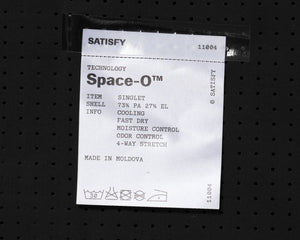 SATISFY 11004
TECHNOLOGY
Space-O™
ITEM SINGLET
SHELL 73% PA 27% EL
INFO COOLING
FAST DRY
MOISTURE CONTROL
ODOR CONTROL
4-WAY STRETCH
MADE IN MOLDOVA
© SATISFY
11004